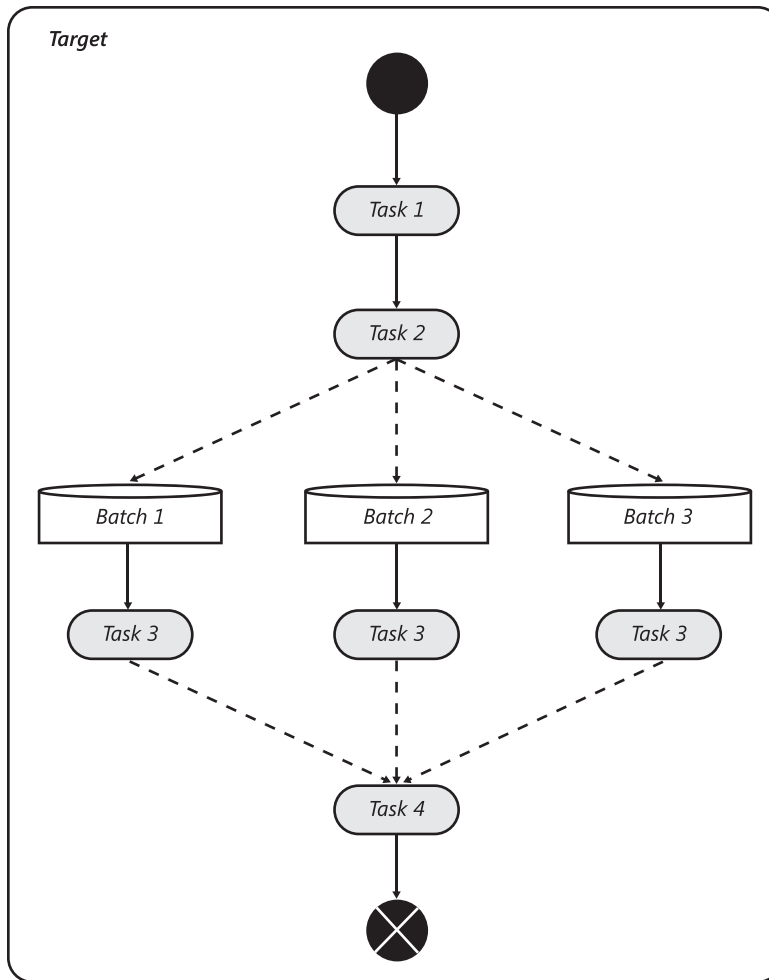 Target
Task 1
Task 2
Batch 1
Batch 2
Batch 3
Task 3
Task 3
Task 3
Task 4